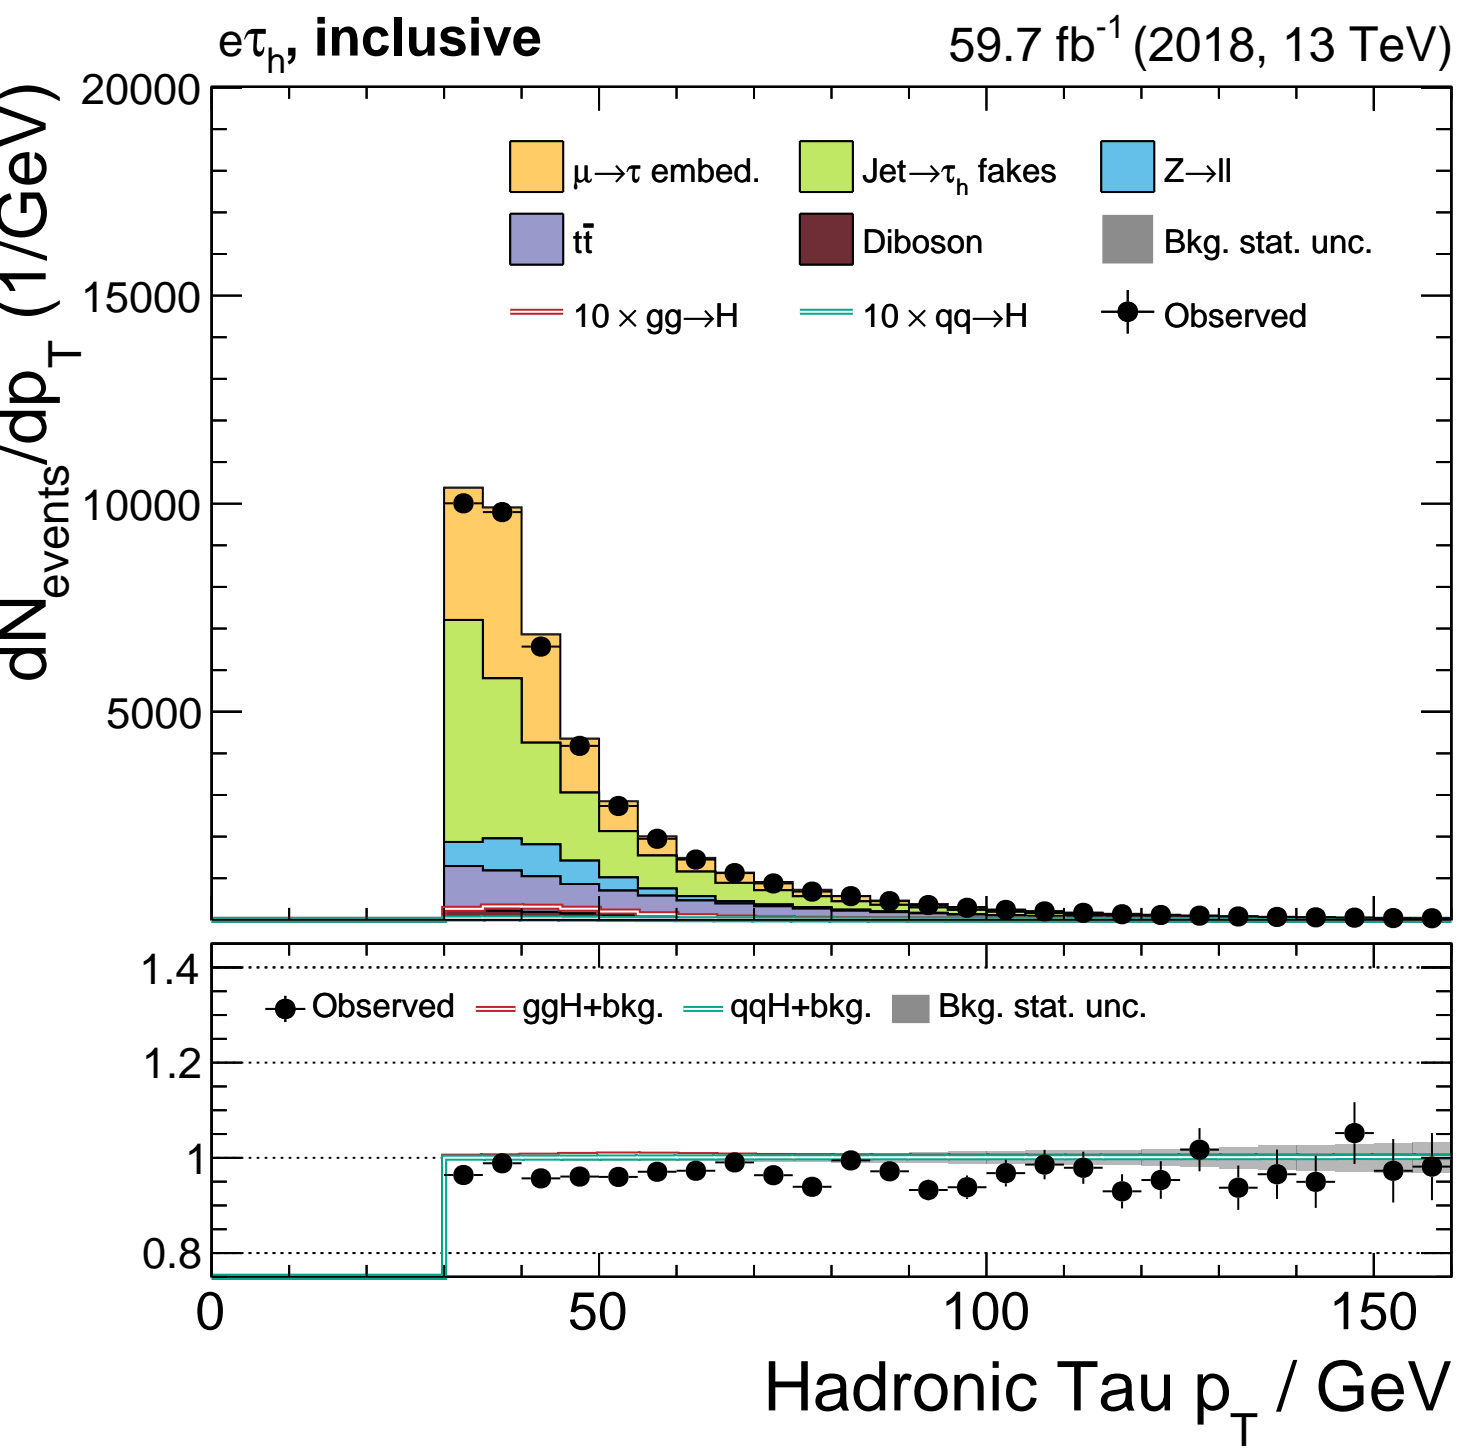 eτh, inclusive 59.7 fb-1 (2018, 13 TeV)
dNevents/dpT (1/GeV)
20000
15000
10000
5000
μ→τ embed. Jet→τh fakes Z→ll
tt̄ Diboson Bkg. stat. unc.
10 × gg→H 10 × qq→H Observed
1.4
1.2
1
0.8
Observed ggH+bkg. qqH+bkg. Bkg. stat. unc.
0 50 100 150
Hadronic Tau pT / GeV